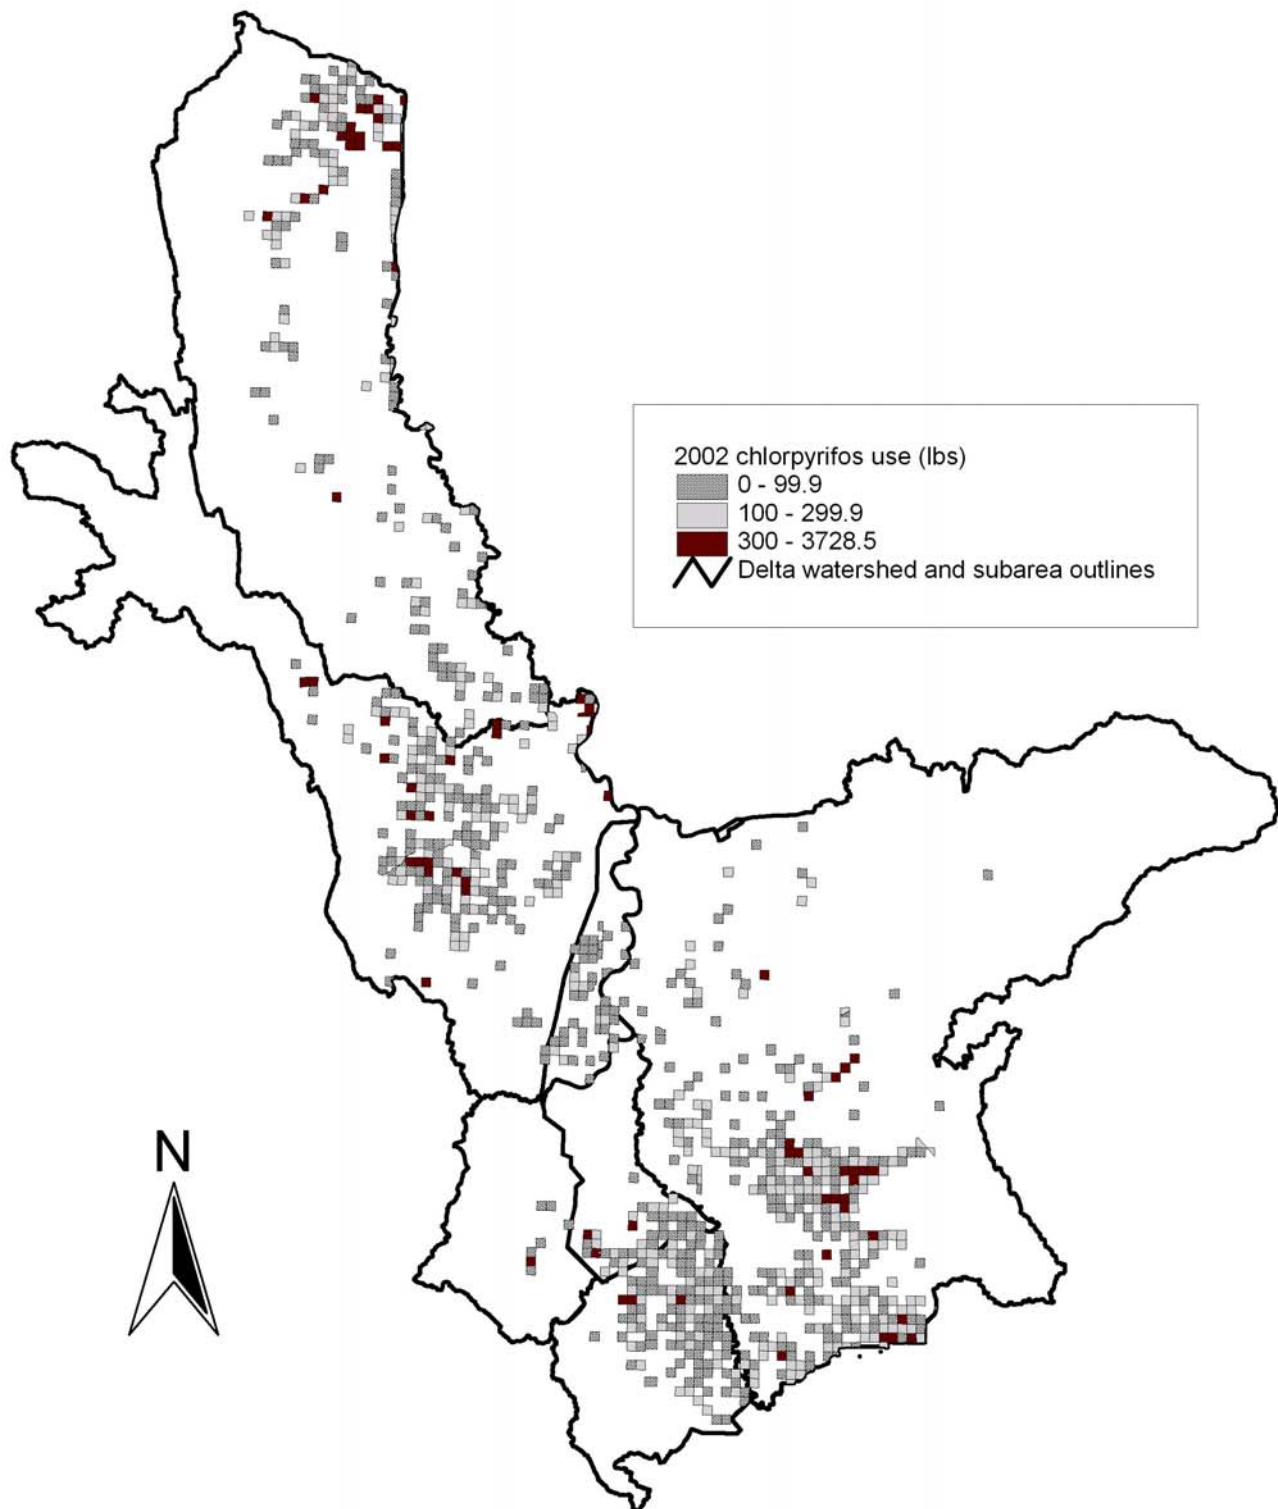 2002 chlorpyrifos use (lbs)
0 - 99.9
100 - 299.9
300 - 3728.5
Delta watershed and subarea outlines
N